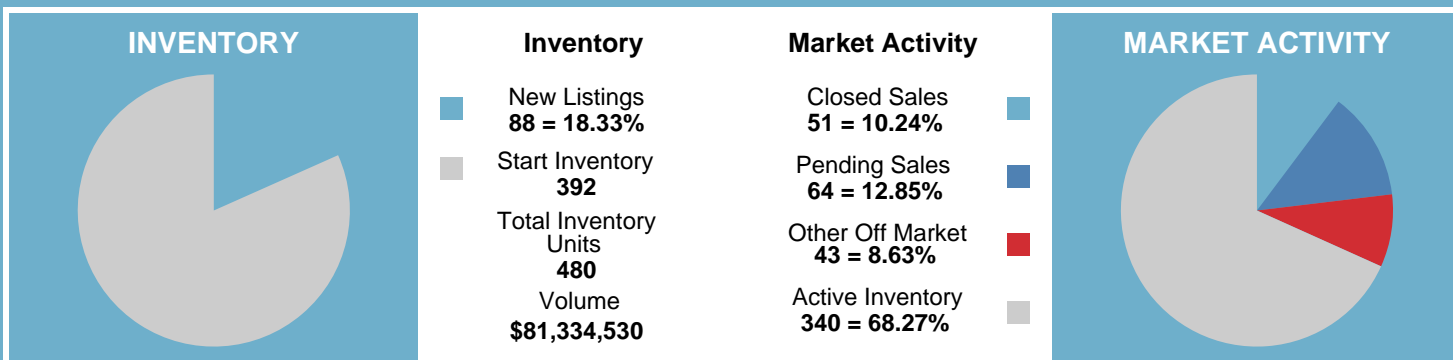 INVENTORY
Inventory
New Listings
88 = 18.33%
Start Inventory
392
Total Inventory
Units
480
Volume
$81,334,530
Market Activity
Closed Sales
51 = 10.24%
Pending Sales
64 = 12.85%
Other Off Market
43 = 8.63%
Active Inventory
340 = 68.27%
MARKET ACTIVITY